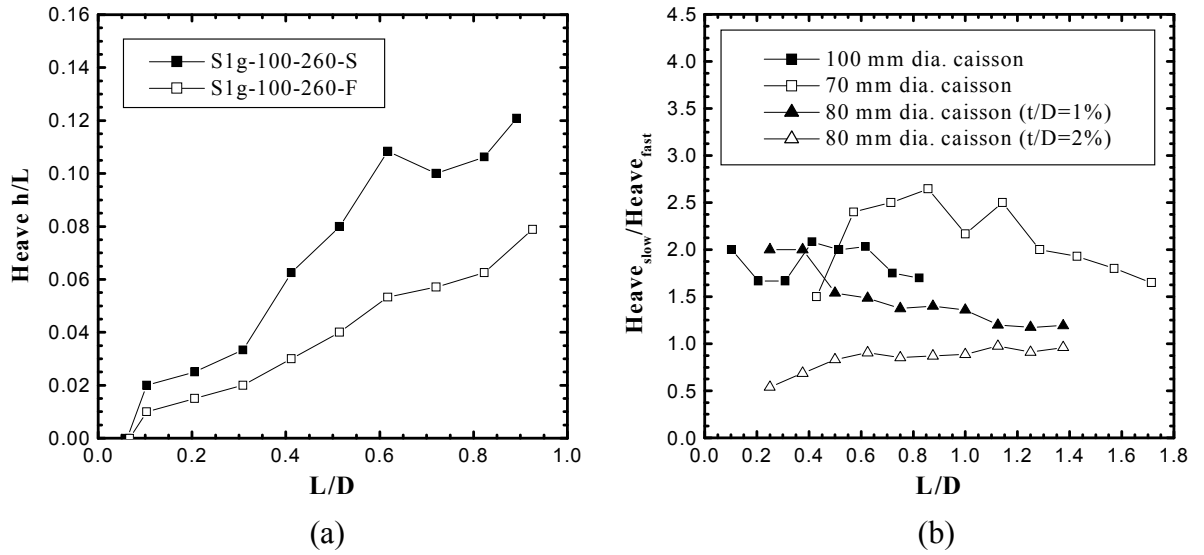 0.16
0.14
0.12
0.10
0.08
0.06
0.04
0.02
0.00
Heave h/L
S1g-100-260-S
S1g-100-260-F
0.0 0.2 0.4 0.6 0.8 1.0
L/D
(a)
4.5
4.0
3.5
3.0
2.5
2.0
1.5
1.0
0.5
0.0
Heave_slow/Heave_fast
100 mm dia. caisson
70 mm dia. caisson
80 mm dia. caisson (t/D=1%)
80 mm dia. caisson (t/D=2%)
0.0 0.2 0.4 0.6 0.8 1.0 1.2 1.4 1.6 1.8
L/D
(b)